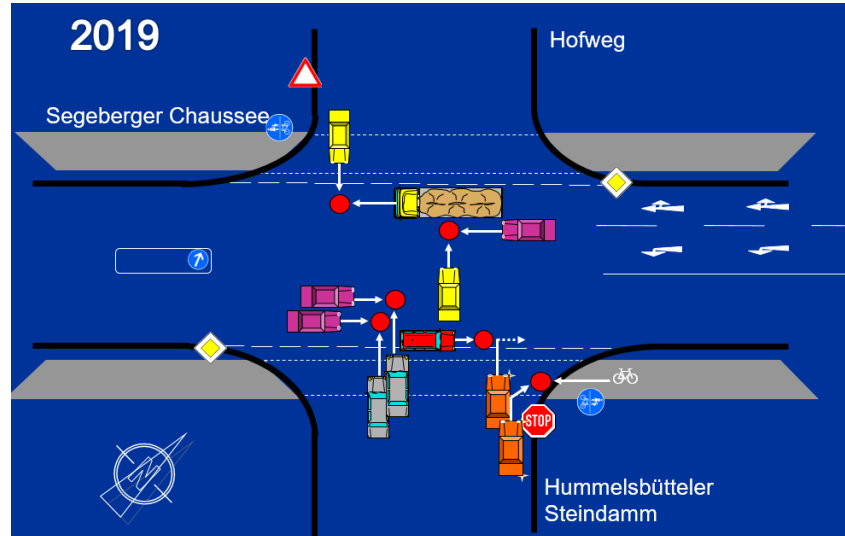 2019
Hofweg
Segeberger Chaussee
STOP
Hummelsbütteler
Steindamm
N